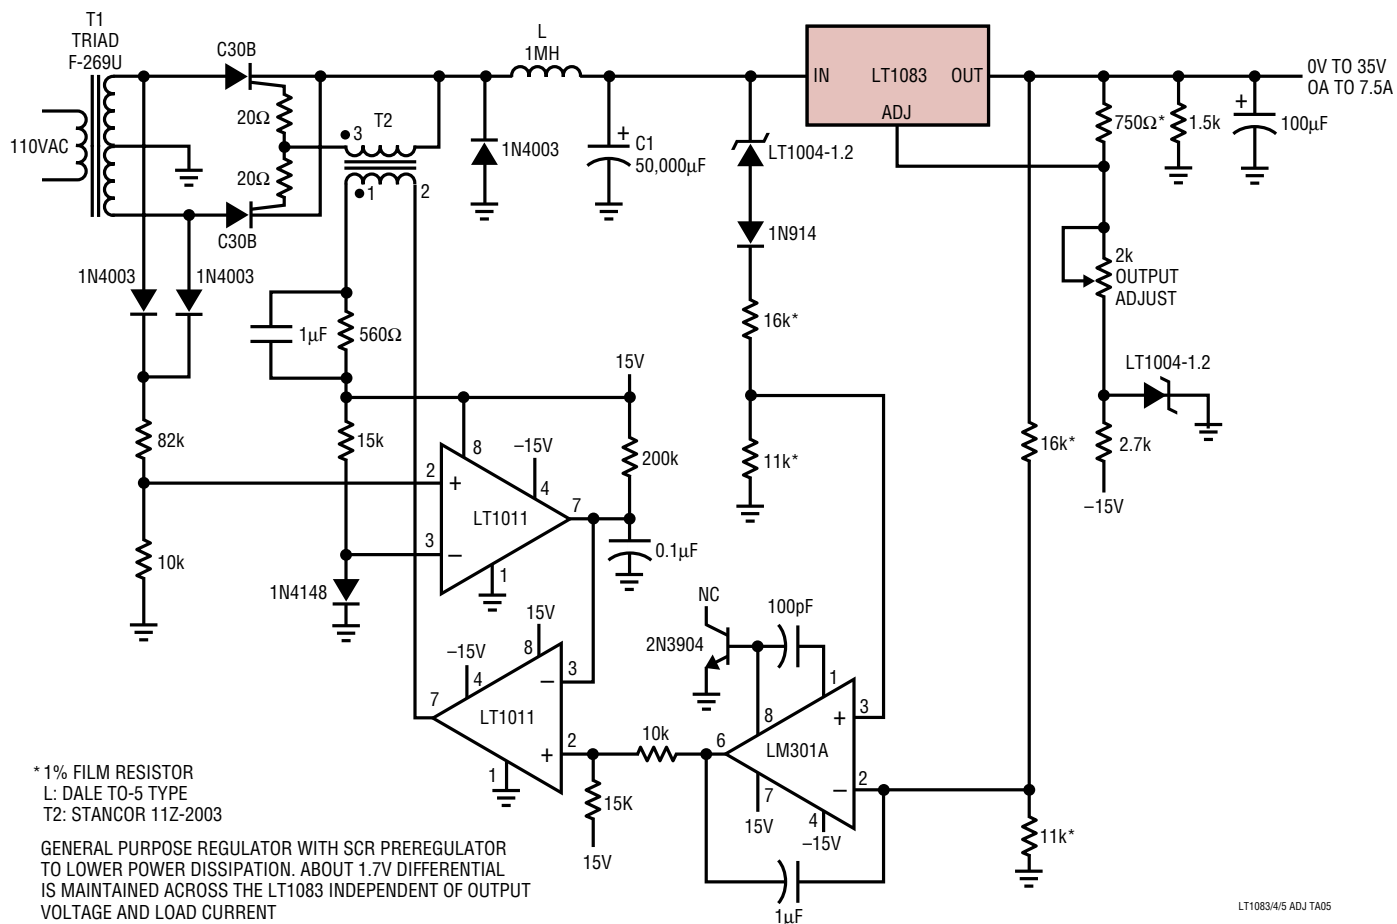 T1
TRIAD
F-269U
C30B
L
1MH
IN
LT1083
OUT
ADJ
0V TO 35V
OA TO 7.5A
110VAC
20Ω
20Ω
3
T2
1
2
1N4003
+
C1
50,000µF
LT1004-1.2
750Ω*
1.5k
+
100µF
C30B
1N914
1N4003
1N4003
2k
OUTPUT
ADJUST
1µF
560Ω
16k*
15V
LT1004-1.2
82k
15k
8
–15V
4
200k
11k*
16k*
2.7k
–15V
2
+
LT1011
7
3
–
1
0.1µF
10k
1N4148
NC
100pF
15V
8
2N3904
–15V
4
3
–
1
7
LT1011
8
3
+
6
LM301A
10k
2
+
1
7
2
–
15V
4
–15V
15K
15V
11k*
1µF
* 1% FILM RESISTOR
L: DALE TO-5 TYPE
T2: STANCOR 11Z-2003
GENERAL PURPOSE REGULATOR WITH SCR PREREGULATOR
TO LOWER POWER DISSIPATION. ABOUT 1.7V DIFFERENTIAL
IS MAINTAINED ACROSS THE LT1083 INDEPENDENT OF OUTPUT
VOLTAGE AND LOAD CURRENT
LT1083/4/5 ADJ TA05